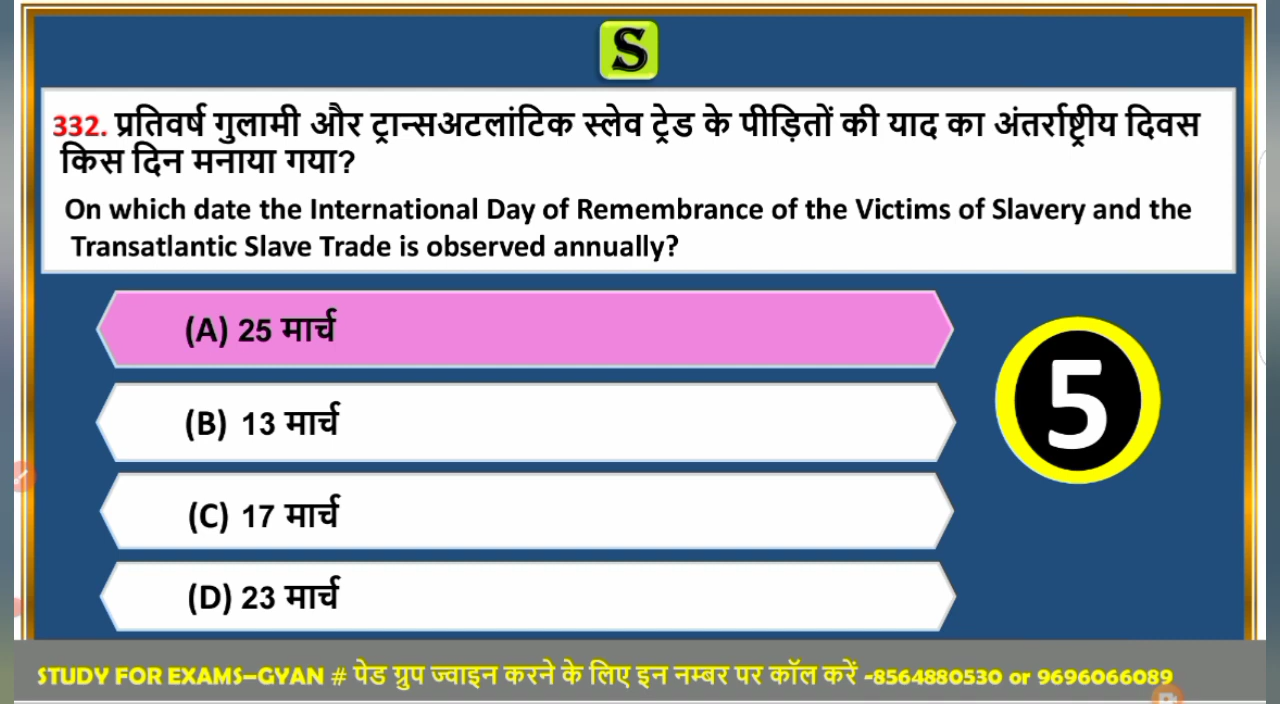 S
332. प्रतिवर्ष गुलामी और ट्रान्सअटलांटिक स्लेव ट्रेड के पीड़ितों की याद का अंतर्राष्ट्रीय दिवस
किस दिन मनाया गया?
On which date the International Day of Remembrance of the Victims of Slavery and the
Transatlantic Slave Trade is observed annually?
(A) 25 मार्च
(B) 13 मार्च
5
(C) 17 मार्च
(D) 23 मार्च
STUDY FOR EXAMS–GYAN # पेड ग्रुप ज्वाइन करने के लिए इन नम्बर पर कॉल करें -8564880530 or 9696066089